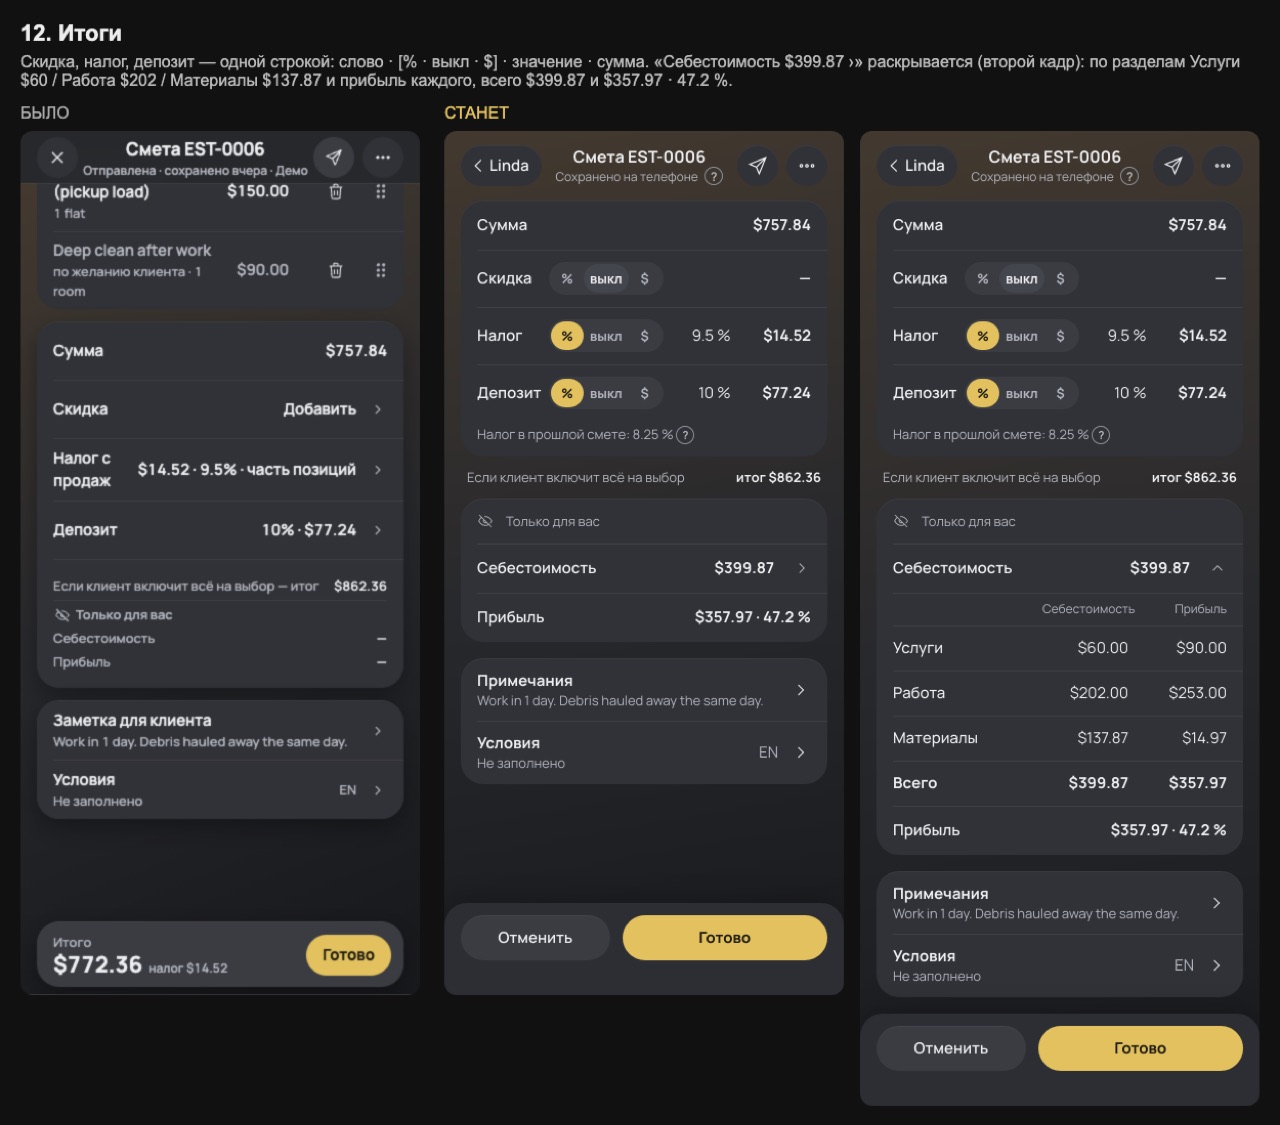 12. Итоги
Скидка, налог, депозит — одной строкой: слово · [% · выкл · $] · значение · сумма. «Себестоимость $399.87 ›» раскрывается (второй кадр): по разделам Услуги
$60 / Работа $202 / Материалы $137.87 и прибыль каждого, всего $399.87 и $357.97 · 47.2 %.
БЫЛО
Смета EST-0006
Отправлена · сохранено вчера · Демо
(pickup load) $150.00
1 flat
Deep clean after work
по желанию клиента · 1 $90.00
room
Сумма $757.84
Скидка Добавить
Налог с
продаж $14.52 · 9.5% · часть позиций
Депозит 10% · $77.24
Если клиент включит всё на выбор — итог $862.36
Только для вас
Себестоимость –
Прибыль –
Заметка для клиента
Work in 1 day. Debris hauled away the same day.
Условия
Не заполнено EN
Итого
$772.36 налог $14.52
Готово
СТАНЕТ
Linda
Смета EST-0006
Сохранено на телефоне ?
Сумма $757.84
Скидка % выкл $ –
Налог % выкл $ 9.5 % $14.52
Депозит % выкл $ 10 % $77.24
Налог в прошлой смете: 8.25 % ?
Если клиент включит всё на выбор итог $862.36
Только для вас
Себестоимость $399.87
Прибыль $357.97 · 47.2 %
Примечания
Work in 1 day. Debris hauled away the same day.
Условия
Не заполнено EN
Отменить Готово
Linda
Смета EST-0006
Сохранено на телефоне ?
Сумма $757.84
Скидка % выкл $ –
Налог % выкл $ 9.5 % $14.52
Депозит % выкл $ 10 % $77.24
Налог в прошлой смете: 8.25 % ?
Если клиент включит всё на выбор итог $862.36
Только для вас
Себестоимость $399.87
Себестоимость Прибыль
Услуги $60.00 $90.00
Работа $202.00 $253.00
Материалы $137.87 $14.97
Всего $399.87 $357.97
Прибыль $357.97 · 47.2 %
Примечания
Work in 1 day. Debris hauled away the same day.
Условия
Не заполнено EN
Отменить Готово